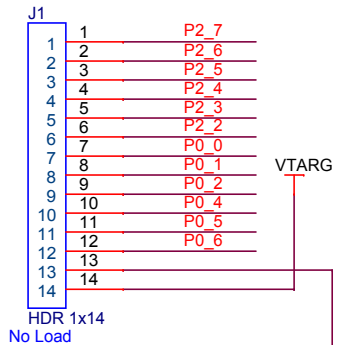 J1
1 1 P2_7
2 2 P2_6
3 3 P2_5
4 4 P2_4
5 5 P2_3
6 6 P2_2
7 7 P0_0
8 8 P0_1 VTARG
9 9 P0_2
10 10 P0_4
11 11 P0_5
12 12 P0_6
13 13
14 14
HDR 1x14
No Load